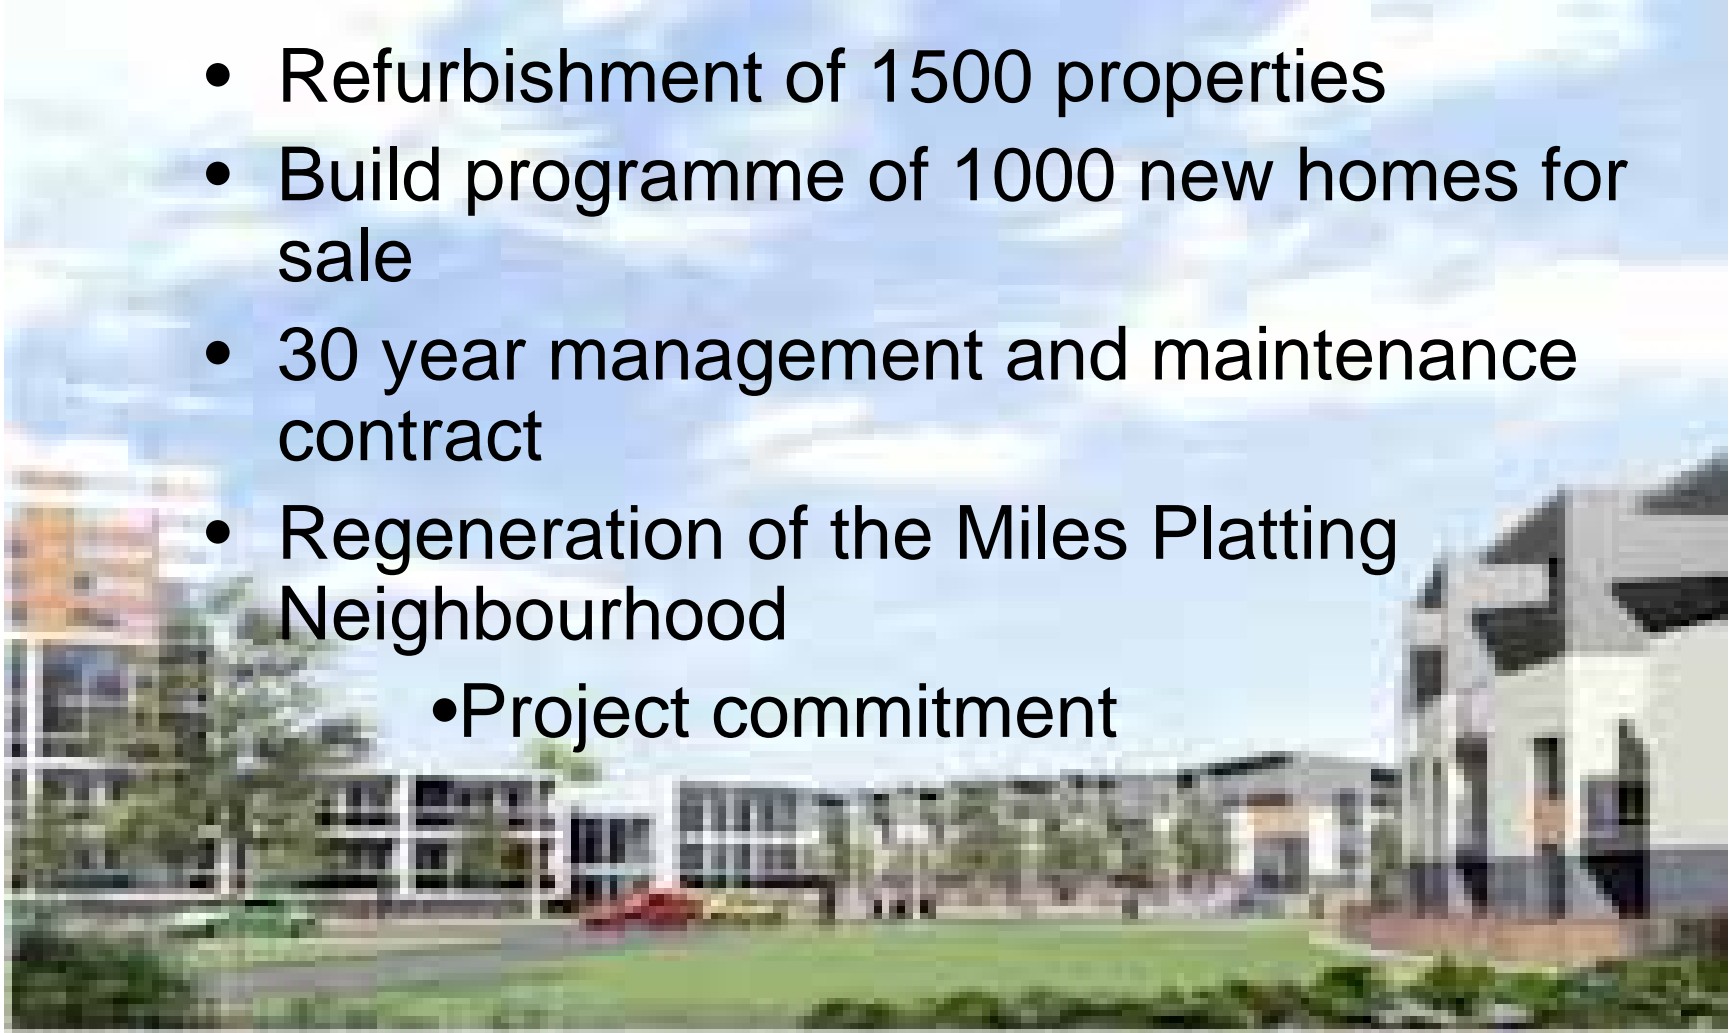 • Refurbishment of 1500 properties
• Build programme of 1000 new homes for
sale
• 30 year management and maintenance
contract
• Regeneration of the Miles Platting
Neighbourhood
•Project commitment